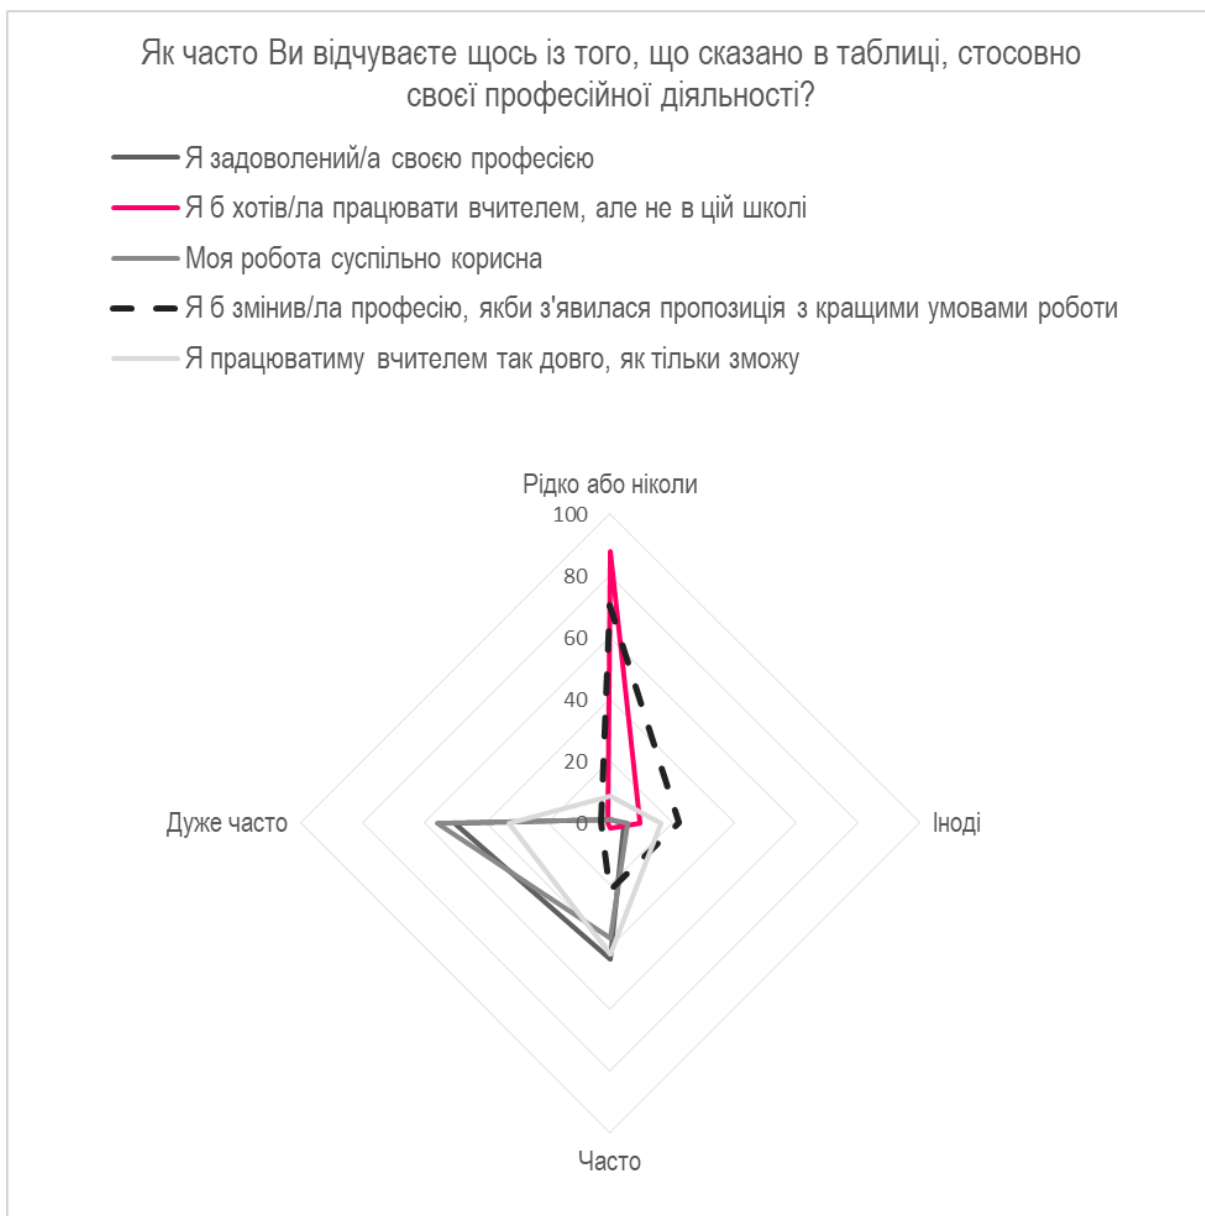 Як часто Ви відчуваєте щось із того, що сказано в таблиці, стосовно
своєї професійної діяльності?
Я задоволений/а своєю професією
Я б хотів/ла працювати вчителем, але не в цій школі
Моя робота суспільно корисна
Я б змінив/ла професію, якби з'явилася пропозиція з кращими умовами роботи
Я працюватиму вчителем так довго, як тільки зможу
Рідко або ніколи
100
80
60
40
20
0
Дуже часто
Іноді
Часто